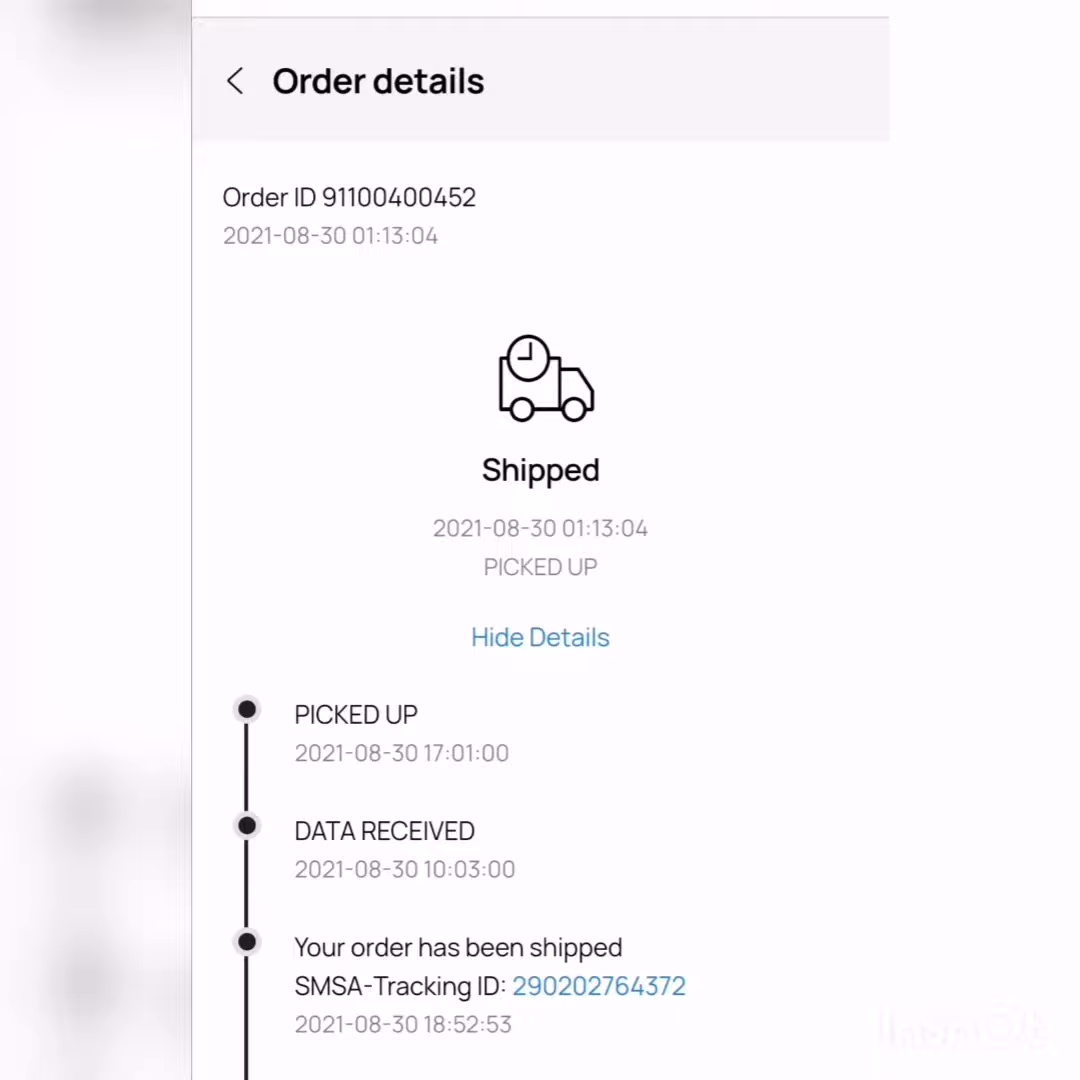 Order details
Order ID 91100400452
2021-08-30 01:13:04
Shipped
2021-08-30 01:13:04
PICKED UP
Hide Details
PICKED UP
2021-08-30 17:01:00
DATA RECEIVED
2021-08-30 10:03:00
Your order has been shipped
SMSA-Tracking ID: 290202764372
2021-08-30 18:52:53